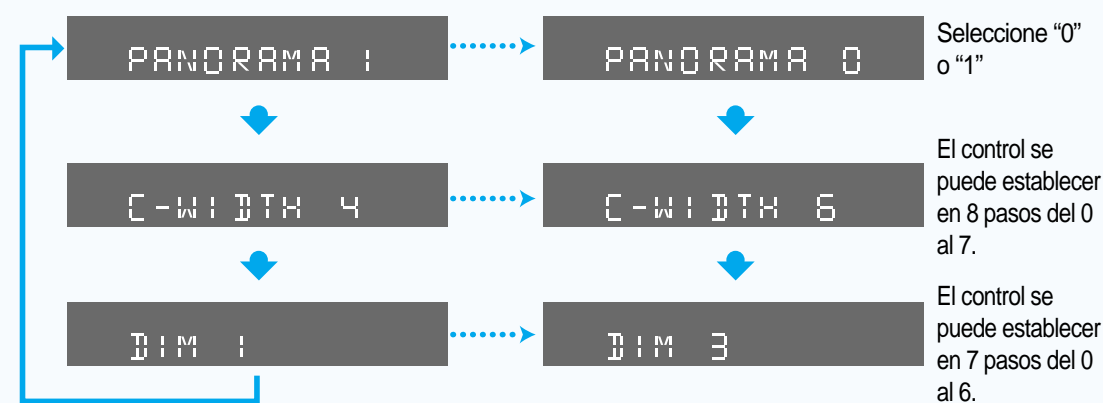 PANORAMA 1
PANORAMA 0
Seleccione “0”
o “1”
C-WIDTH 4
C-WIDTH 6
El control se
puede establecer
en 8 pasos del 0
al 7.
DIM 1
DIM 3
El control se
puede establecer
en 7 pasos del 0
al 6.